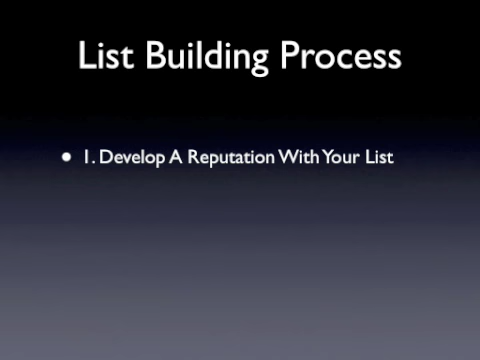 List Building Process
• 1. Develop A Reputation With Your List